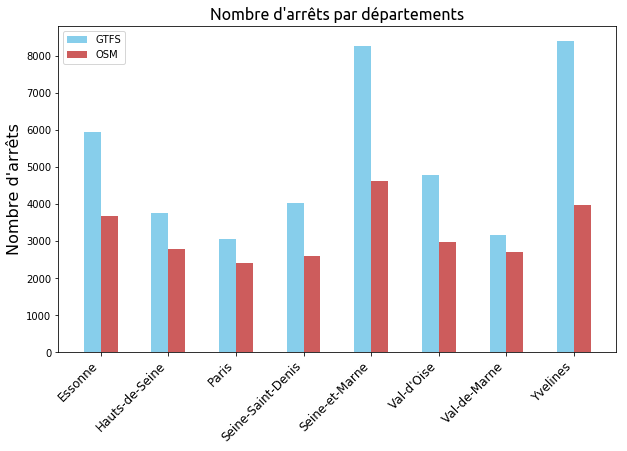 Nombre d'arrêts par départements
GTFS
OSM
Nombre d'arrêts
8000
7000
6000
5000
4000
3000
2000
1000
0
Essonne
Hauts-de-Seine
Paris
Seine-Saint-Denis
Seine-et-Marne
Val-d'Oise
Val-de-Marne
Yvelines